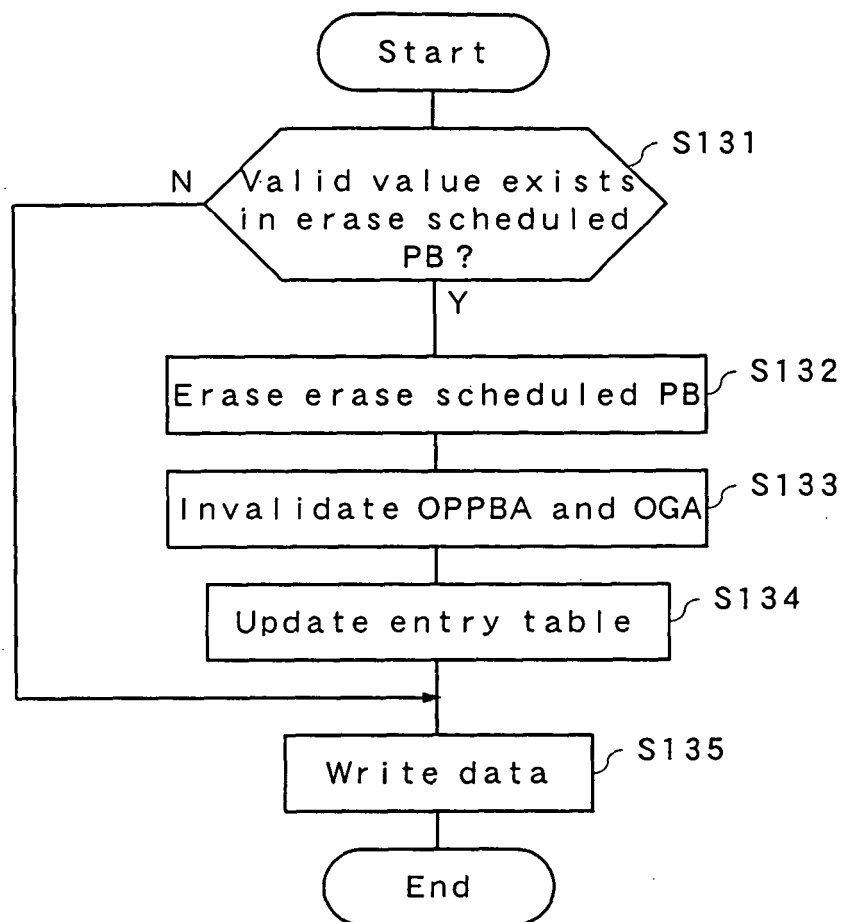 Start
S131
N
Valid value exists
in erase scheduled
PB?
Y
Erase erase scheduled PB
S132
Invalidate OPPBA and OGA
S133
Update entry table
S134
Write data
S135
End